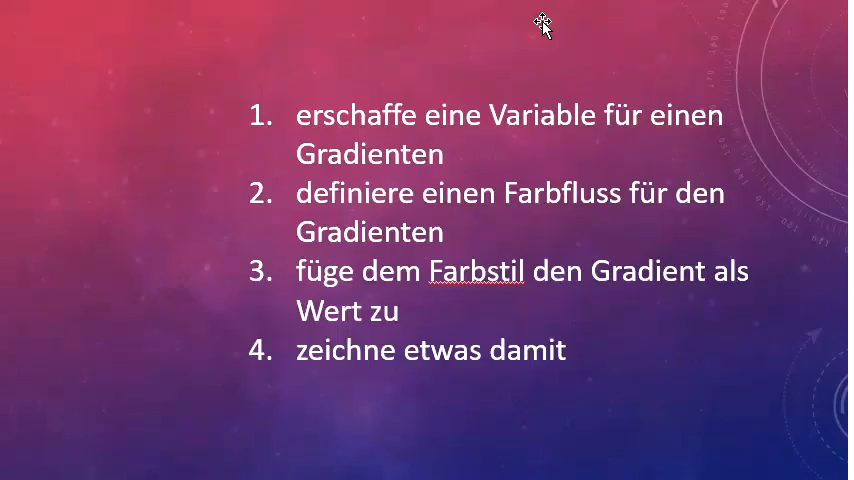 1. erschaffe eine Variable für einen
Gradienten
2. definiere einen Farbfluss für den
Gradienten
3. füge dem Farbstil den Gradient als
Wert zu
4. zeichne etwas damit